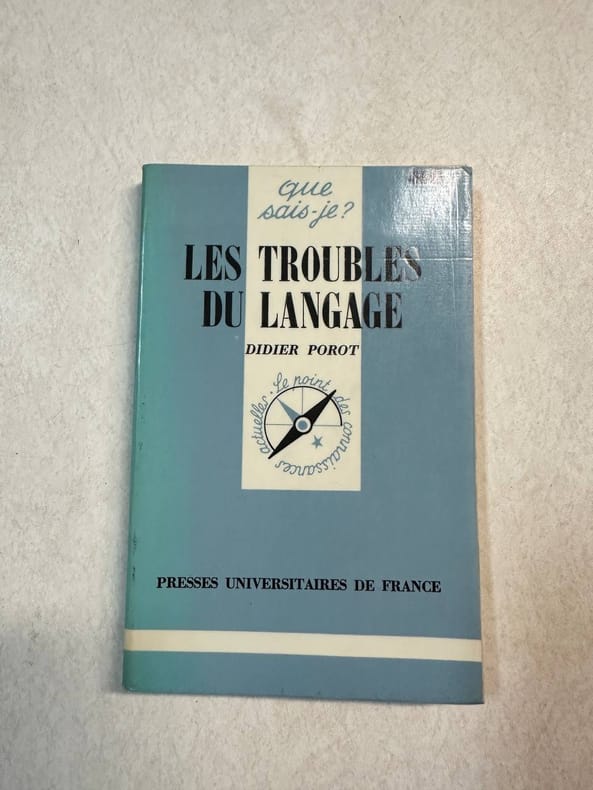 que
sais-je?
LES TROUBLES
DU LANGAGE
DIDIER POROT
Le point des connaissances actuelles.
PRESSES UNIVERSITAIRES DE FRANCE